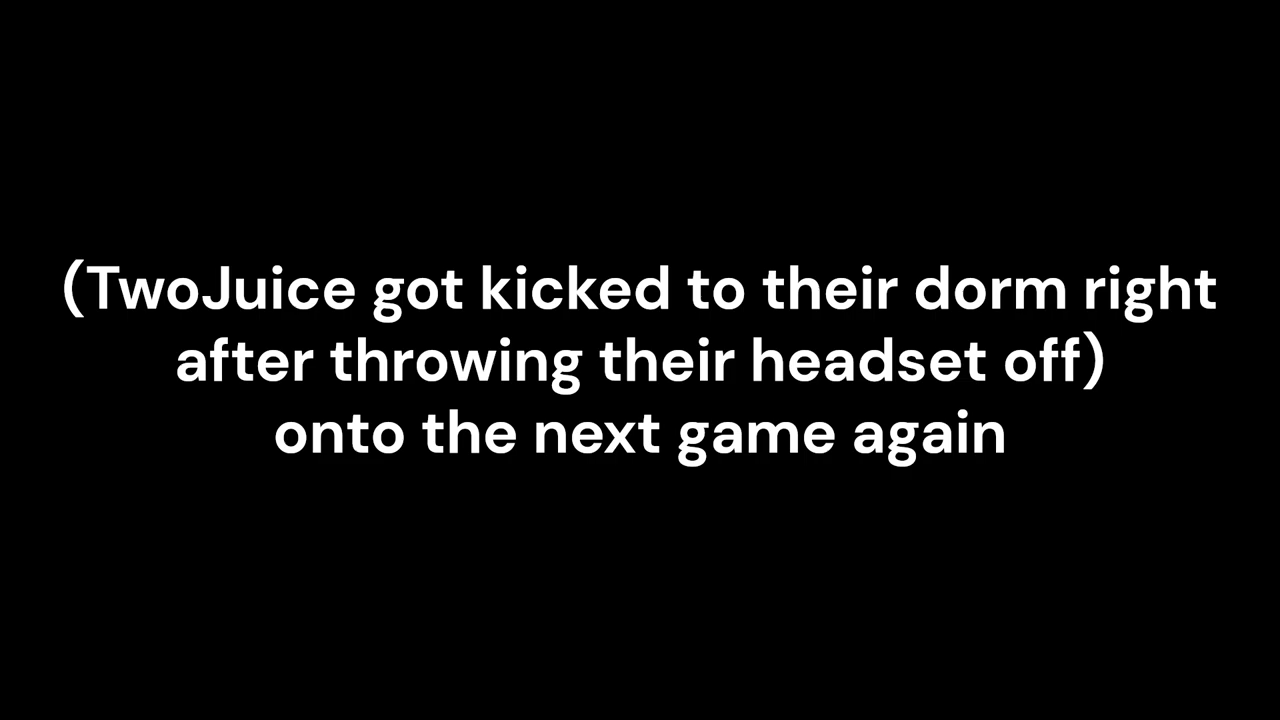 (TwoJuice got kicked to their dorm right
after throwing their headset off)
onto the next game again